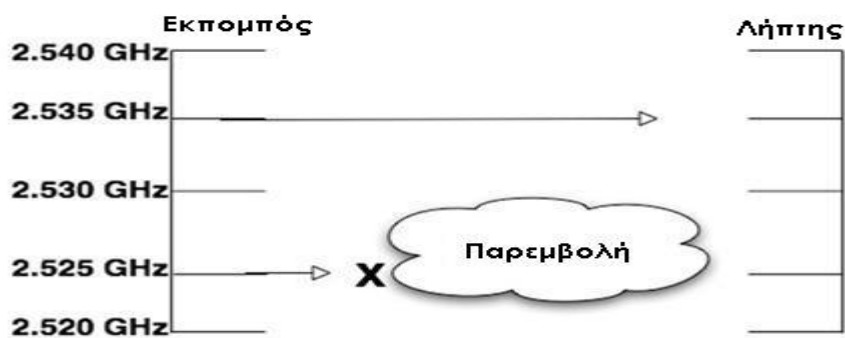 Εκπομπός
Λήπτης
2.540 GHz
2.535 GHz
2.530 GHz
2.525 GHz
X
Παρεμβολή
2.520 GHz